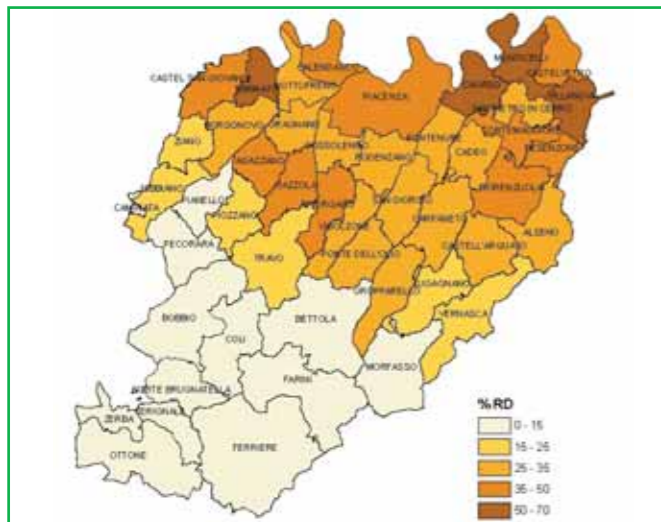 MONTICELLI
CALENDASCO
CASTEL SAN GIOVANNI
CASTELVETRO
SARMATO
ROTTOFRENO
CAORSO
VILLANOVA
PIACENZA
SAN PIETRO IN CERRO
BORGONOVO
GRAGNANO
CORTEMAGGIORE
ZIANO
PONTENURE
BESENZONE
GOSSOLENGO
CADEO
AGAZZANO
PODENZANO
NIBBIANO
GAZZOLA
FIORENZUOLA
PIANELLO
CAMINATA
VIGOLZONE
SAN GIORGIO
CARPANETO
PIOZZANO
ALSENO
PECORARA
CASTELL'ARQUATO
TRAVO
PONTE DELL'OLIO
LUGAGNANO
GROPPARELLO
VERNASCA
BOBBIO
BETTOLA
COLI
MORFASSO
FARINI
CORTE BRUGNATELLA
ZERBA
CERIGNALE
FERRIERE
OTTONE
%RD
0 - 15
15 - 25
25 - 35
35 - 50
50 - 70